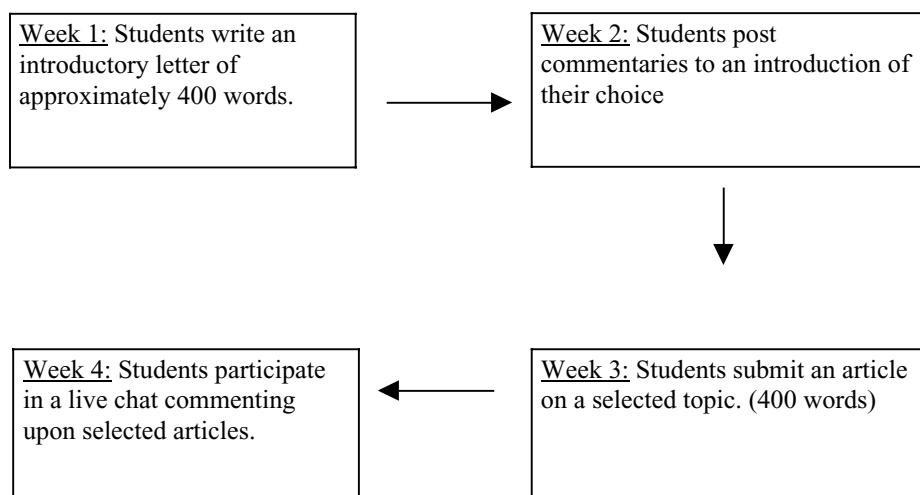 Week 1: Students write an
introductory letter of
approximately 400 words.
Week 2: Students post
commentaries to an introduction of
their choice
Week 3: Students submit an article
on a selected topic. (400 words)
Week 4: Students participate
in a live chat commenting
upon selected articles.